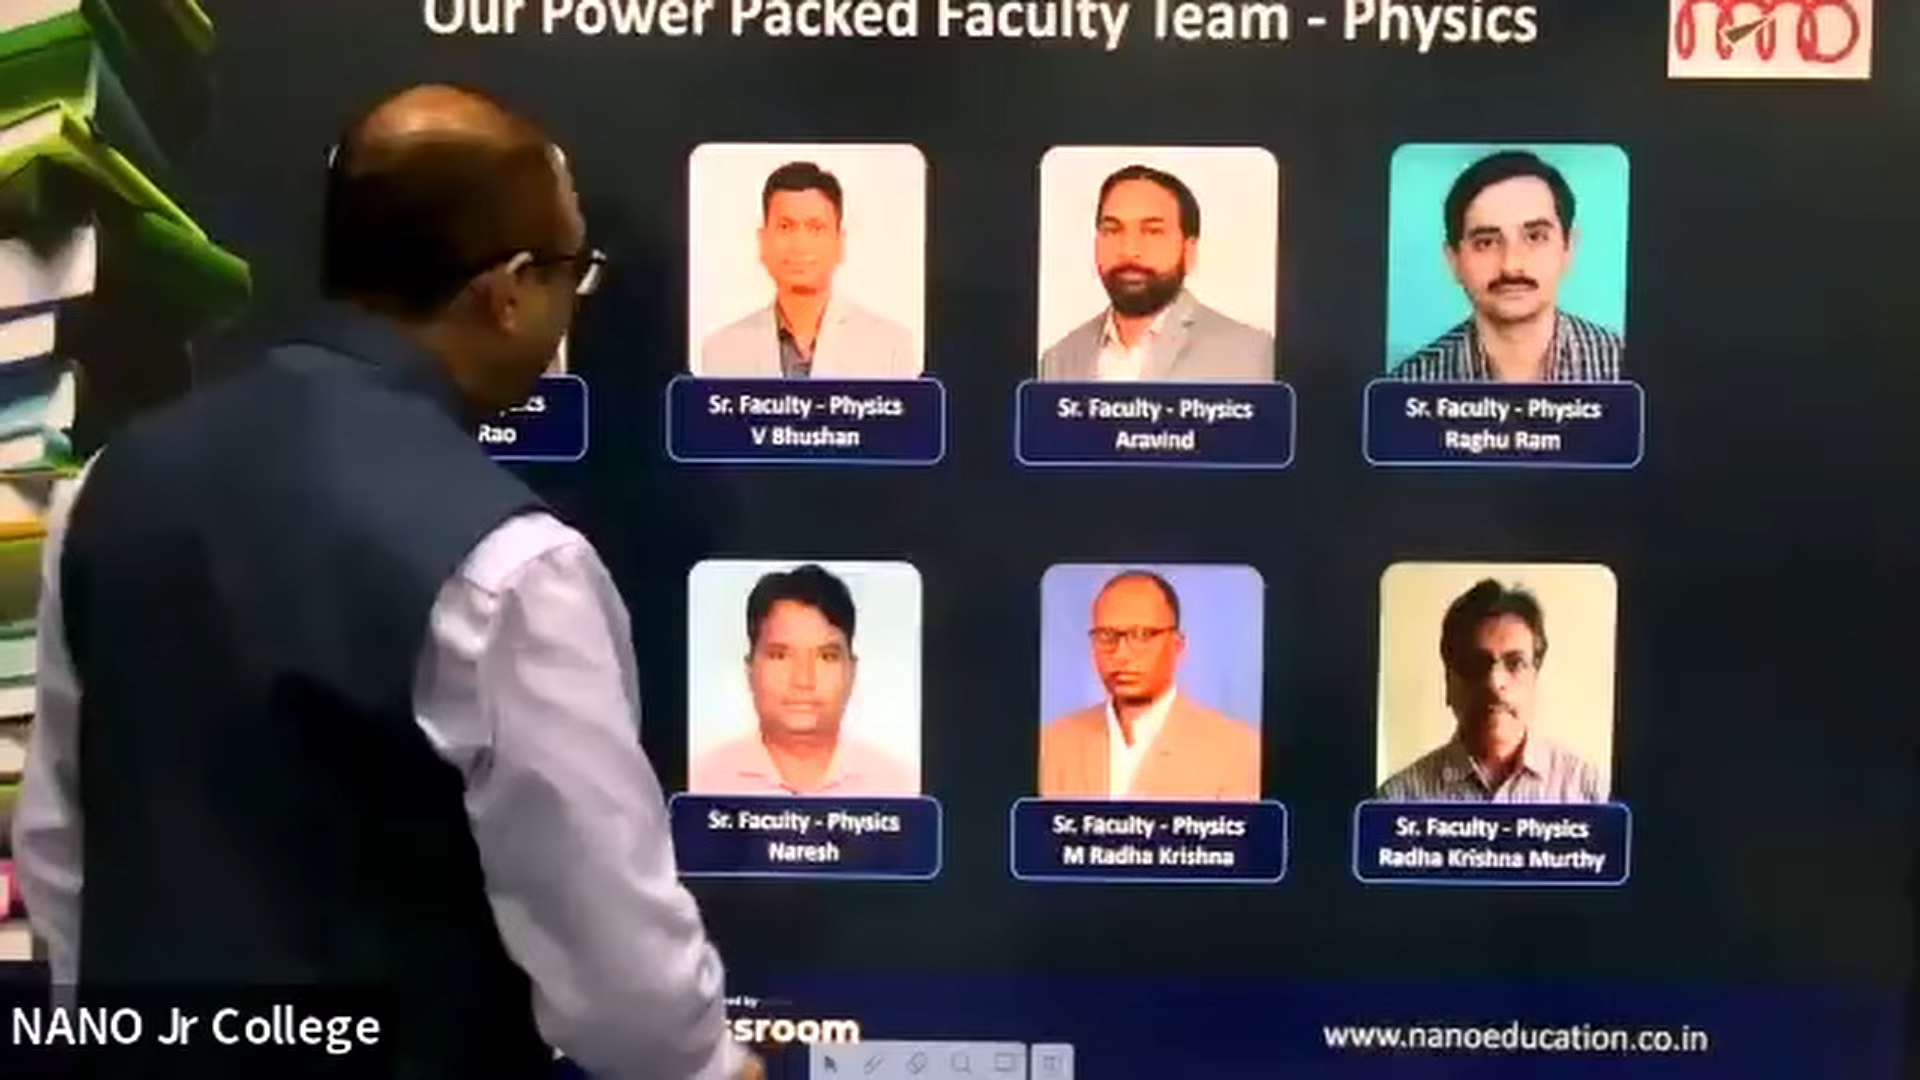 Our Power Packed Faculty Team - Physics
nano
Rao
Sr. Faculty - Physics
V Bhushan
Sr. Faculty - Physics
Aravind
Sr. Faculty - Physics
Raghu Ram
Sr. Faculty - Physics
Naresh
Sr. Faculty - Physics
M Radha Krishna
Sr. Faculty - Physics
Radha Krishna Murthy
NANO Jr College
ssroom
www.nanoeducation.co.in